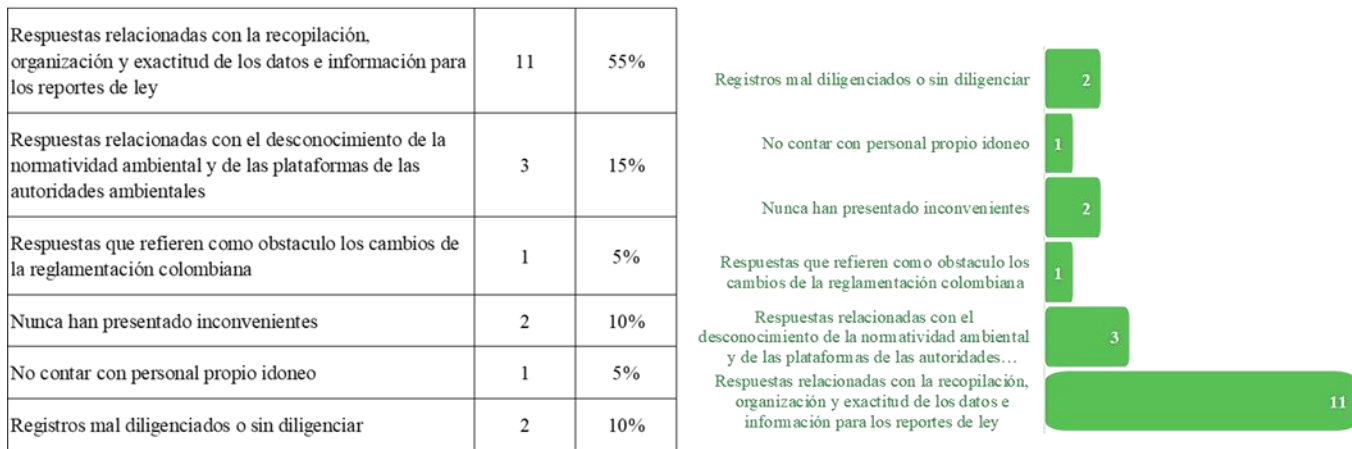 Respuestas relacionadas con la recopilación,
organización y exactitud de los datos e información para
los reportes de ley
11
55%
Respuestas relacionadas con el desconocimiento de la
normatividad ambiental y de las plataformas de las
autoridades ambientales
3
15%
Respuestas que refieren como obstaculo los cambios de
la reglamentación colombiana
1
5%
Nunca han presentado inconvenientes
2
10%
No contar con personal propio idoneo
1
5%
Registros mal diligenciados o sin diligenciar
2
10%
Registros mal diligenciados o sin diligenciar
2
No contar con personal propio idoneo
1
Nunca han presentado inconvenientes
2
Respuestas que refieren como obstaculo los
cambios de la reglamentación colombiana
1
Respuestas relacionadas con el
desconocimiento de la normatividad ambiental
y de las plataformas de las autoridades…
3
Respuestas relacionadas con la recopilación,
organización y exactitud de los datos e
información para los reportes de ley
11